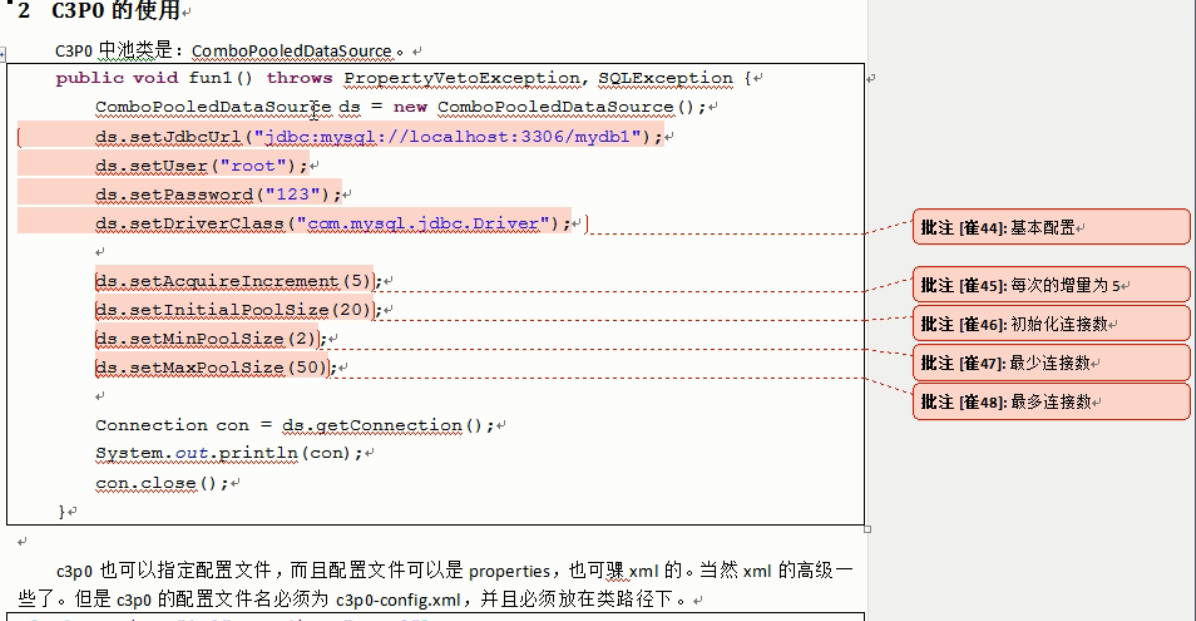 2 C3P0 的使用
C3P0 中池类是：ComboPooledDataSource。
public void fun1() throws PropertyVetoException, SQLException {
ComboPooledDataSource ds = new ComboPooledDataSource();
ds.setJdbcUrl("jdbc:mysql://localhost:3306/mydb1");
ds.setUser("root");
ds.setPassword("123");
ds.setDriverClass("com.mysql.jdbc.Driver");
批注 [崔44]: 基本配置
ds.setAcquireIncrement(5);
批注 [崔45]: 每次的增量为 5
ds.setInitialPoolSize(20);
批注 [崔46]: 初始化连接数
ds.setMinPoolSize(2);
批注 [崔47]: 最少连接数
ds.setMaxPoolSize(50);
批注 [崔48]: 最多连接数
Connection con = ds.getConnection();
System.out.println(con);
con.close();
}
c3p0 也可以指定配置文件，而且配置文件可以是 properties，也可骒 xml 的。当然 xml 的高级一
些了。但是 c3p0 的配置文件名必须为 c3p0-config.xml，并且必须放在类路径下。